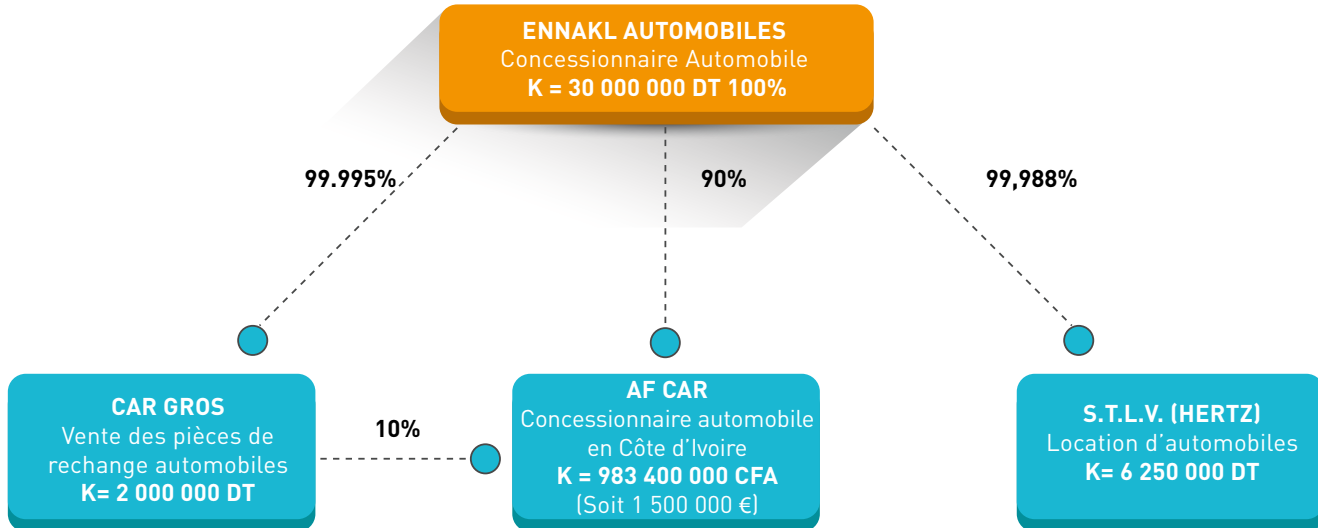 ENNAKL AUTOMOBILES
Concessionnaire Automobile
K = 30 000 000 DT 100%
99.995%
90%
99,988%
CAR GROS
Vente des pièces de
rechange automobiles
K= 2 000 000 DT
10%
AF CAR
Concessionnaire automobile
en Côte d’Ivoire
K = 983 400 000 CFA
(Soit 1 500 000 €)
S.T.L.V. (HERTZ)
Location d’automobiles
K= 6 250 000 DT